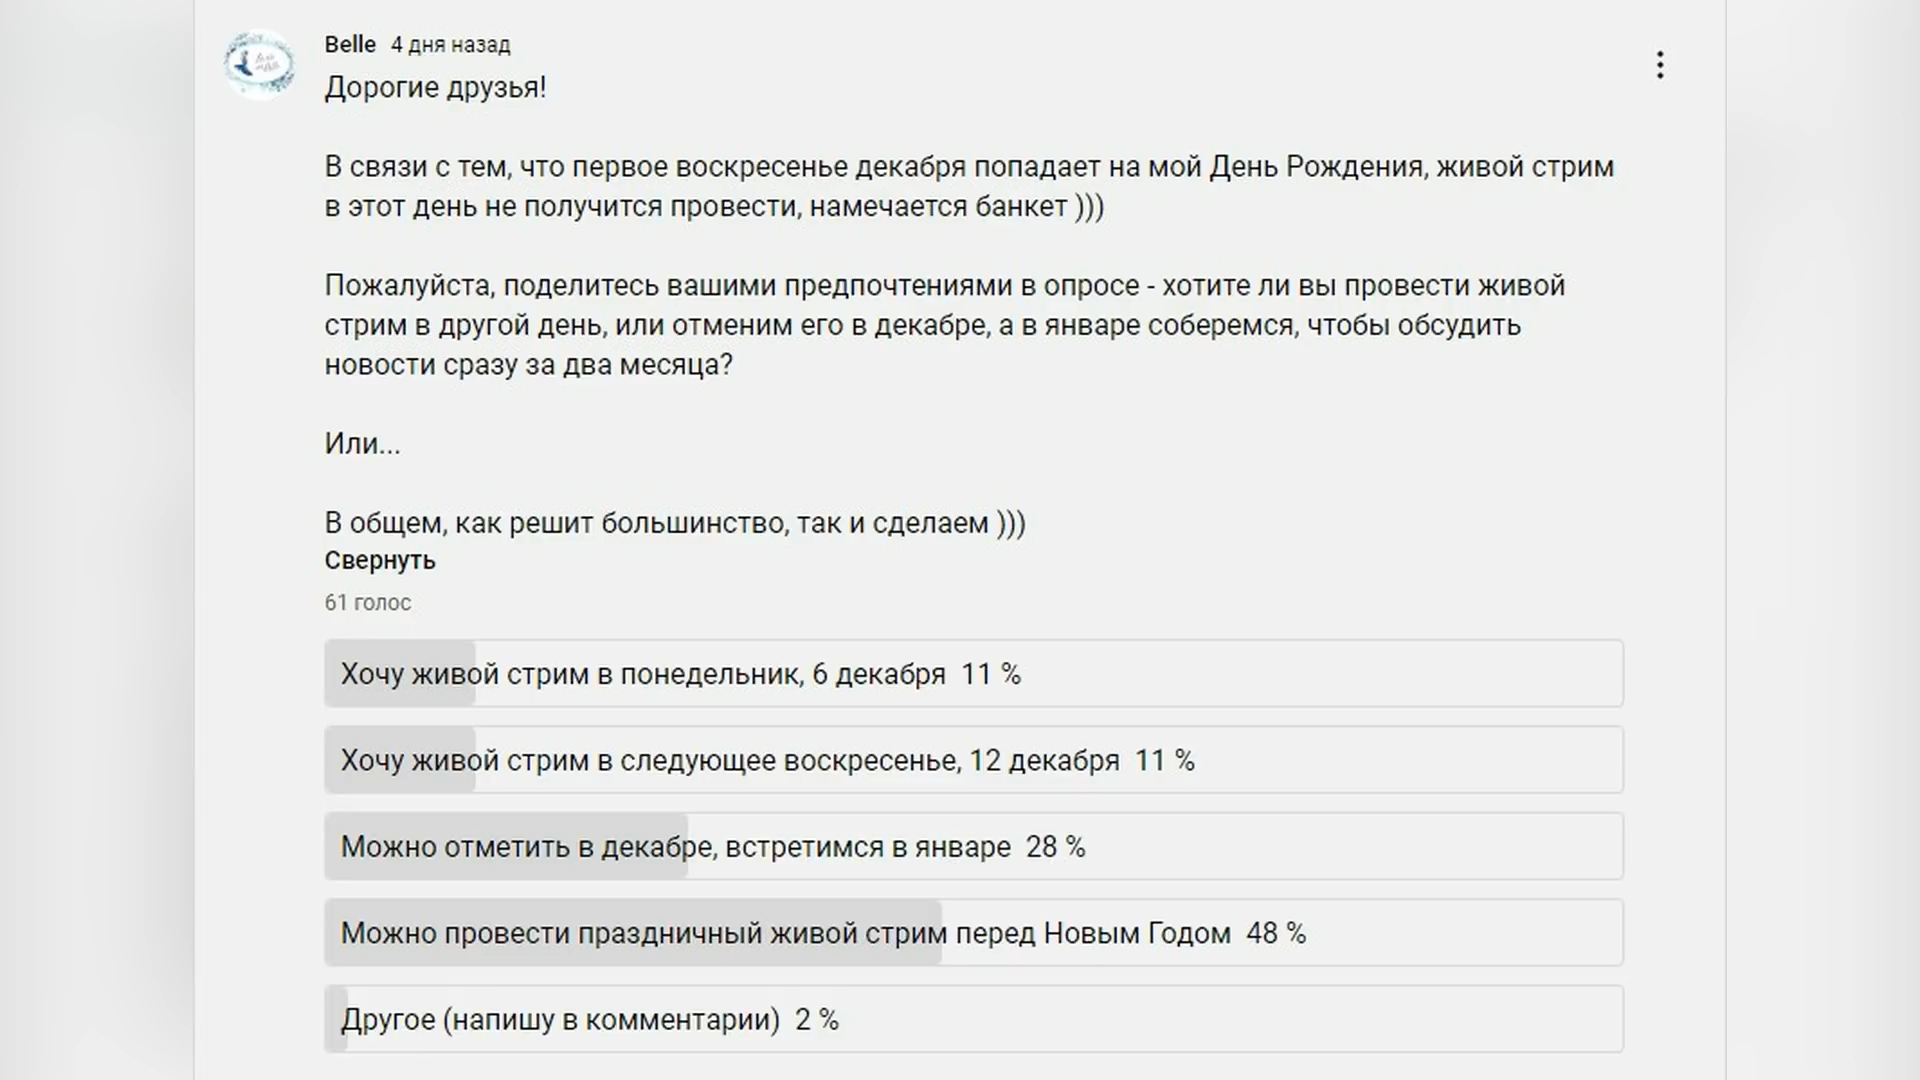 Belle 4 дня назад
Дорогие друзья!
В связи с тем, что первое воскресенье декабря попадает на мой День Рождения, живой стрим
в этот день не получится провести, намечается банкет )))
Пожалуйста, поделитесь вашими предпочтениями в опросе - хотите ли вы провести живой
стрим в другой день, или отменим его в декабре, а в январе соберемся, чтобы обсудить
новости сразу за два месяца?
Или...
В общем, как решит большинство, так и сделаем )))
Свернуть
61 голос
Хочу живой стрим в понедельник, 6 декабря 11 %
Хочу живой стрим в следующее воскресенье, 12 декабря 11 %
Можно отметить в декабре, встретимся в январе 28 %
Можно провести праздничный живой стрим перед Новым Годом 48 %
Другое (напишу в комментарии) 2 %